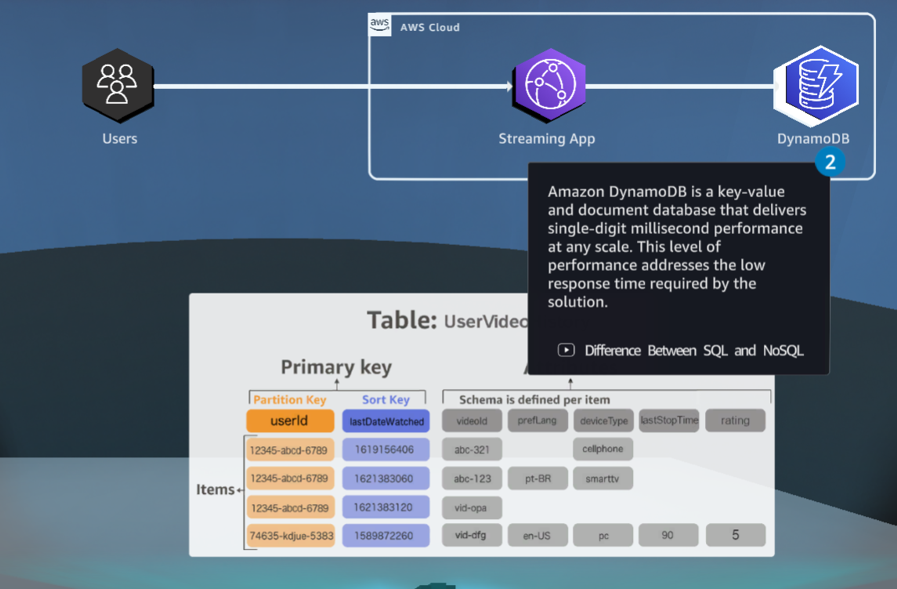 aws
AWS Cloud
Users
Streaming App
DynamoDB
2
Amazon DynamoDB is a key-value
and document database that delivers
single-digit millisecond performance
at any scale. This level of
performance addresses the low
response time required by the
solution.
Difference Between SQL and NoSQL
Table: UserVideo
Primary key
Partition Key Sort Key Schema is defined per item
userId lastDateWatched videoId prefLang deviceType lastStopTime rating
12345-abcd-6789 1619156406 abc-321 cellphone
12345-abcd-6789 1621383060 abc-123 pt-BR smarttv
Items
12345-abcd-6789 1621383120 vid-opa
74635-kdjue-5383 1589872260 vid-dfg en-US pc 90 5